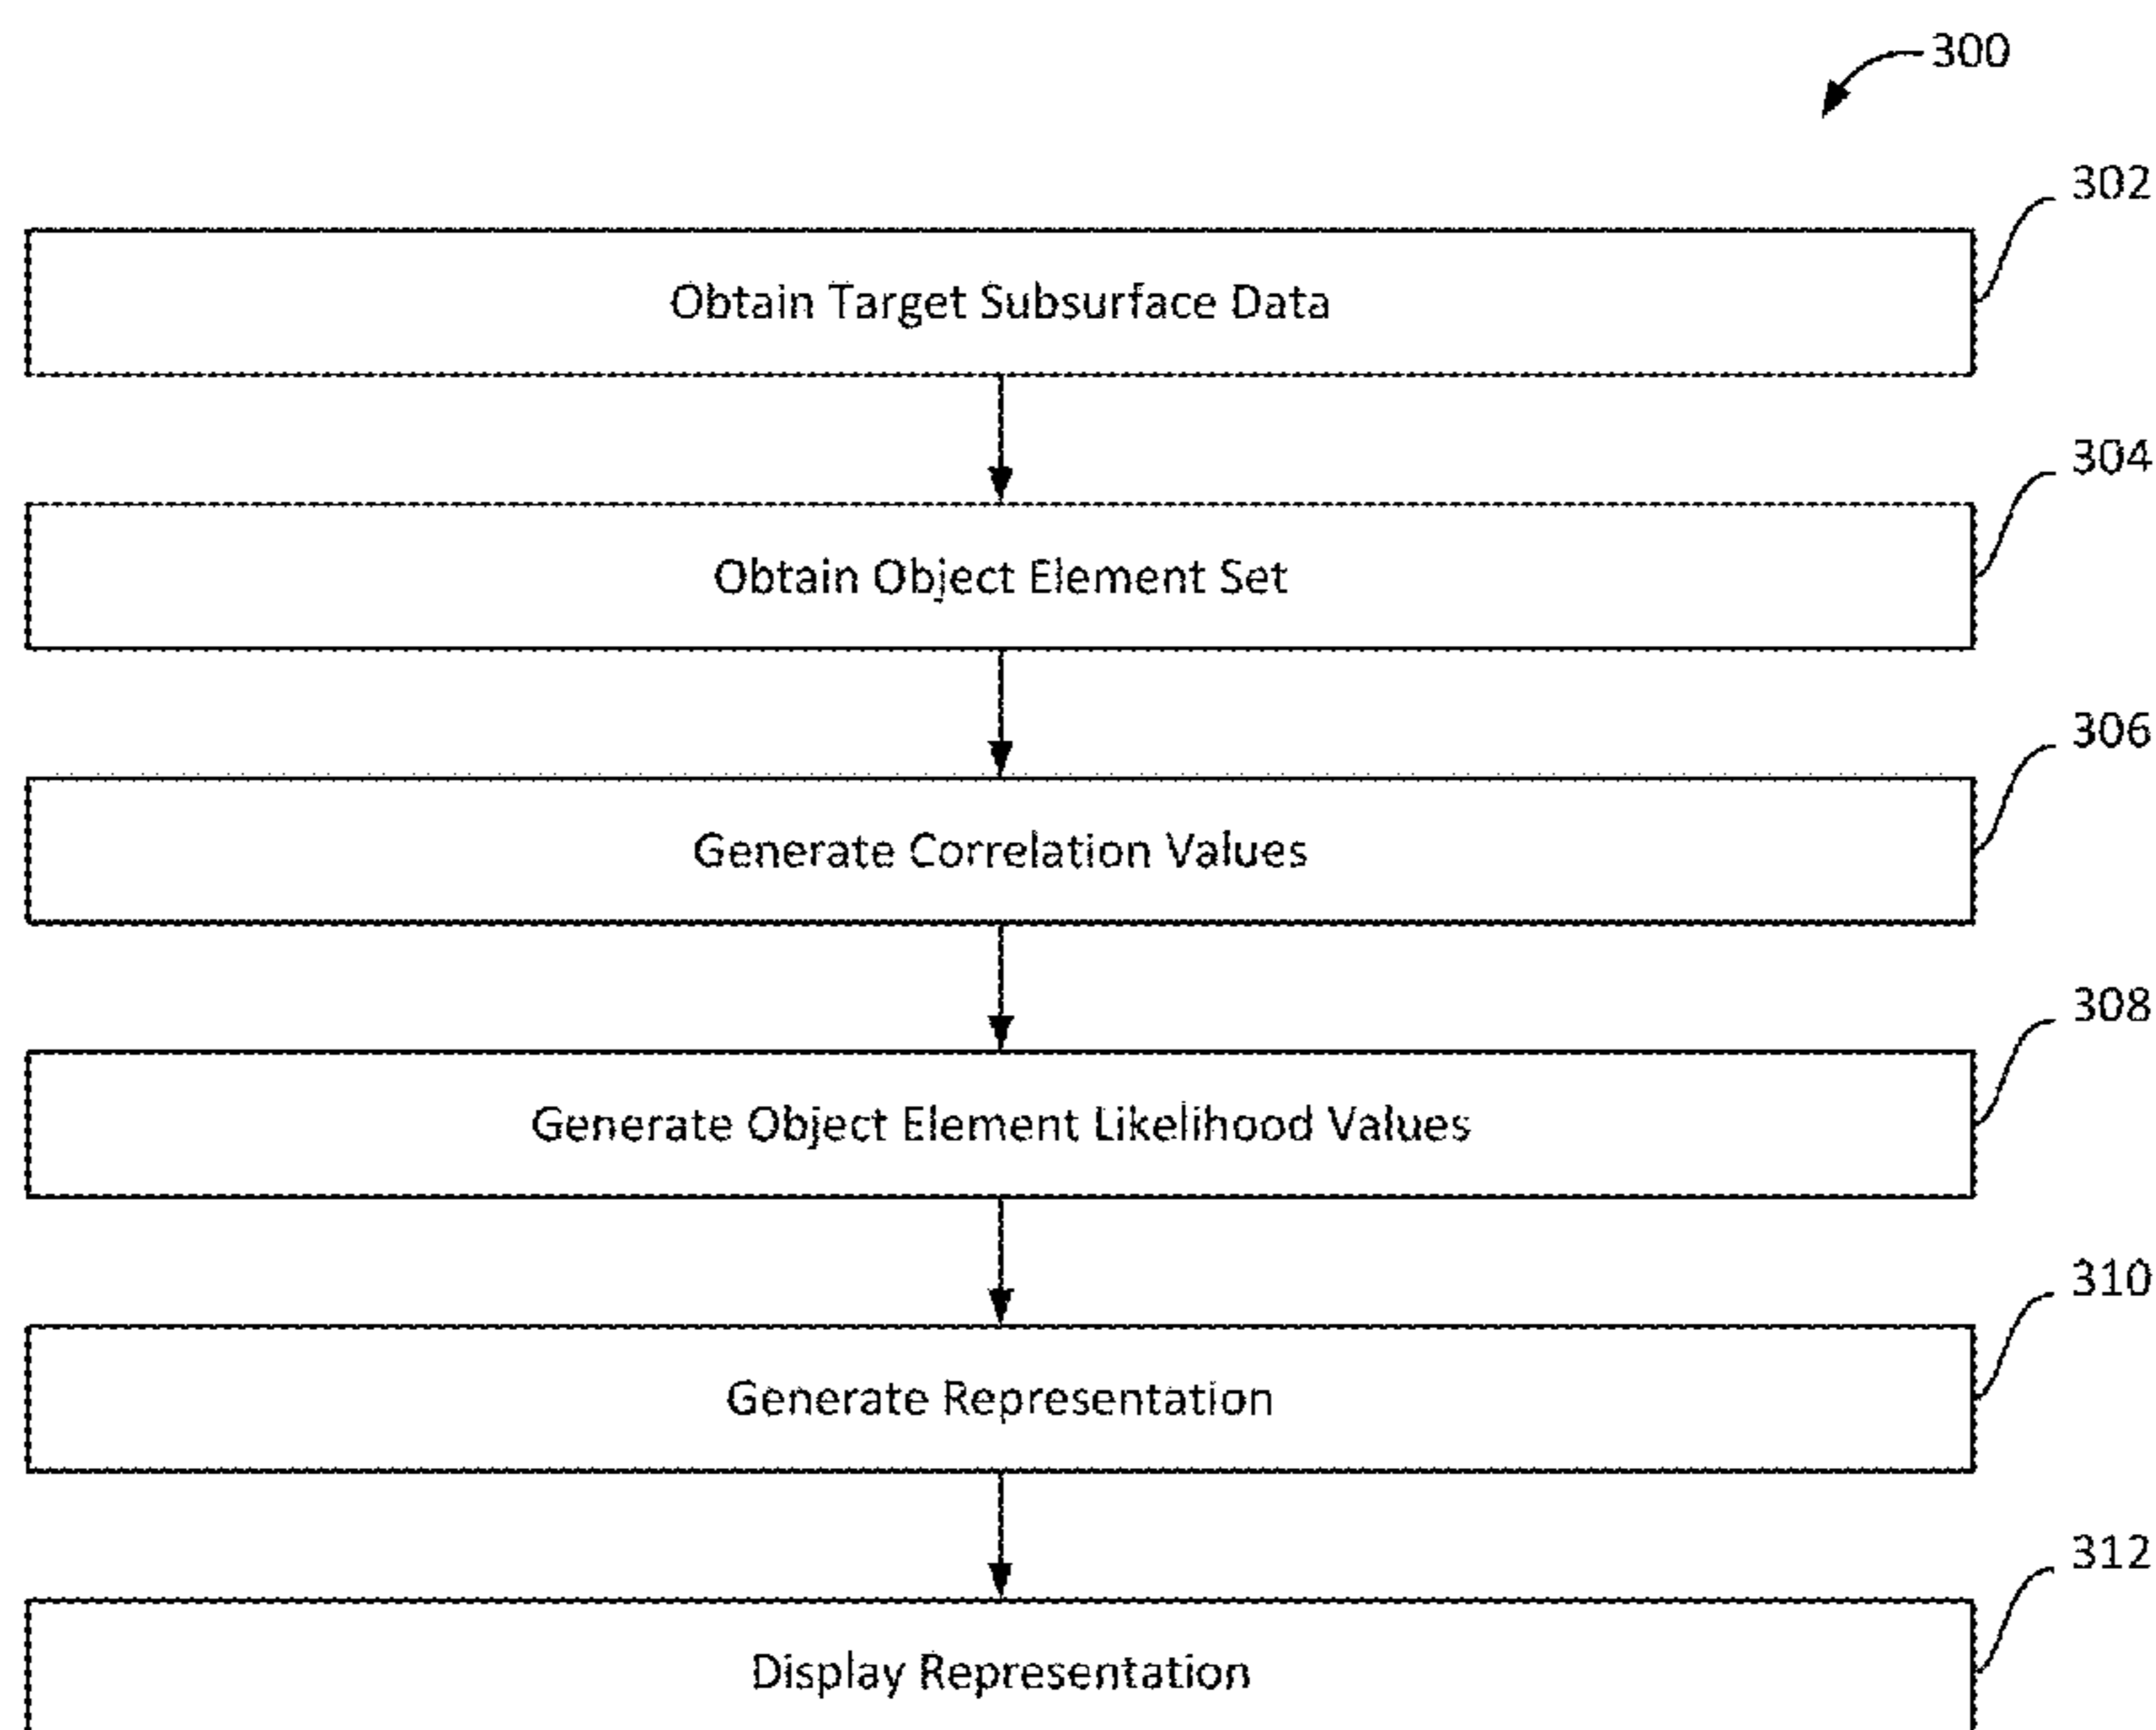 300
302
Obtain Target Subsurface Data
304
Obtain Object Element Set
306
Generate Correlation Values
308
Generate Object Element Likelihood Values
310
Generate Representation
312
Display Representation